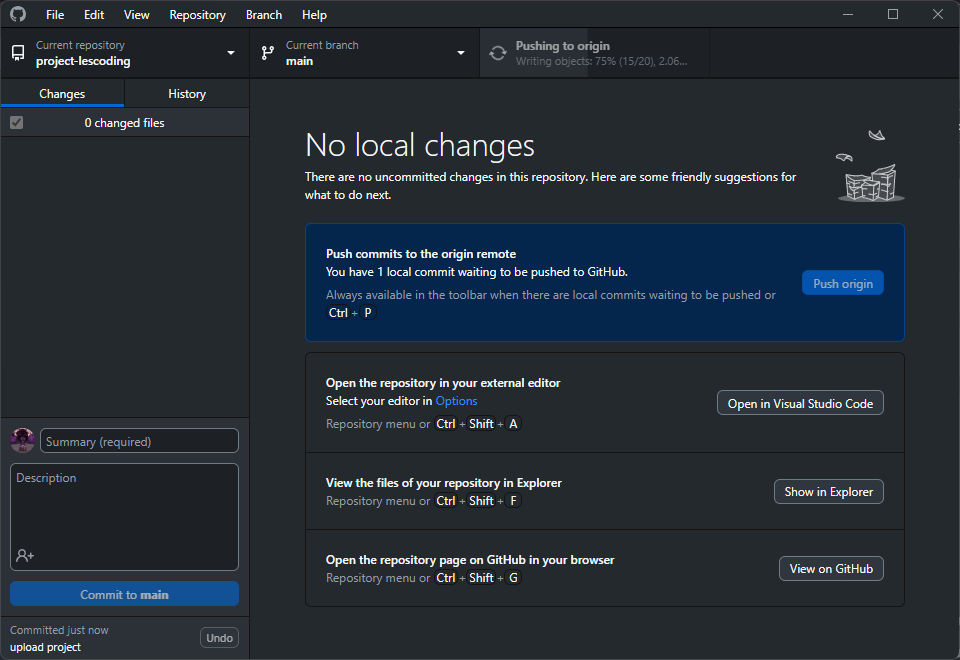 File Edit View Repository Branch Help
Current repository
project-lescoding
Current branch
main
Pushing to origin
Writing objects: 75% (15/20), 2.06...
Changes
History
0 changed files
No local changes
There are no uncommitted changes in this repository. Here are some friendly suggestions for
what to do next.
Push commits to the origin remote
You have 1 local commit waiting to be pushed to GitHub.
Always available in the toolbar when there are local commits waiting to be pushed or
Ctrl + P
Push origin
Open the repository in your external editor
Select your editor in Options
Repository menu or Ctrl + Shift + A
Open in Visual Studio Code
View the files of your repository in Explorer
Repository menu or Ctrl + Shift + F
Show in Explorer
Open the repository page on GitHub in your browser
Repository menu or Ctrl + Shift + G
View on GitHub
Summary (required)
Description
Commit to main
Committed just now
upload project
Undo